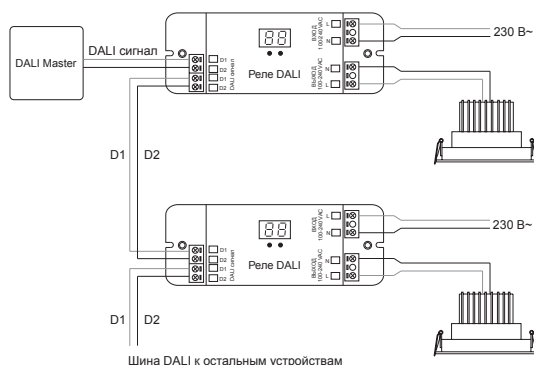 DALI Master
DALI сигнал
D1
D2
D1
D2
DALI сигнал
Реле DALI
ВХОД
100-240 VAC
L
N
ВЫХОД
100-240 VAC
N
L
230 В~
D1
D2
D1
D2
D1
D2
DALI сигнал
Реле DALI
ВХОД
100-240 VAC
L
N
ВЫХОД
100-240 VAC
N
L
230 В~
D1
D2
Шина DALI к остальным устройствам